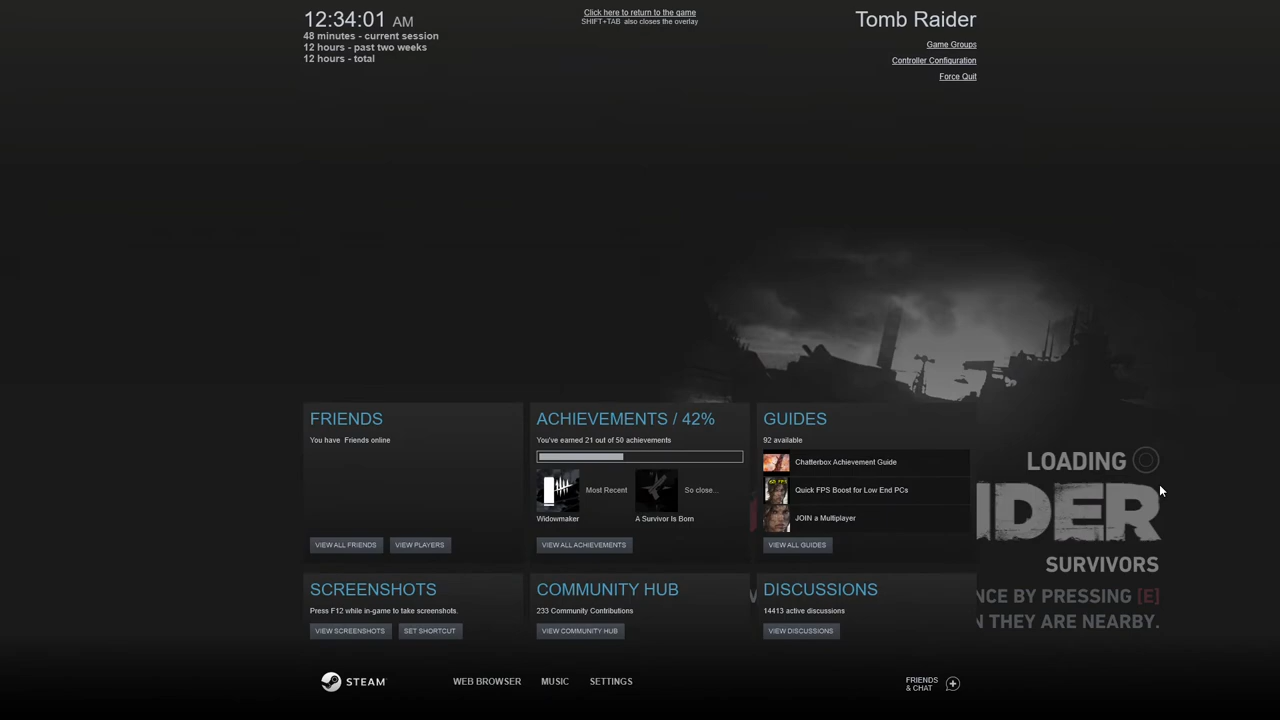 12:34:01 AM
48 minutes - current session
12 hours - past two weeks
12 hours - total
Click here to return to the game
SHIFT+TAB also closes the overlay
Tomb Raider
Game Groups
Controller Configuration
Force Quit
FRIENDS
You have Friends online
VIEW ALL FRIENDS
VIEW PLAYERS
ACHIEVEMENTS / 42%
You've earned 21 out of 50 achievements
Most Recent
So close...
Widowmaker
A Survivor Is Born
VIEW ALL ACHIEVEMENTS
GUIDES
92 available
Chatterbox Achievement Guide
Quick FPS Boost for Low End PCs
JOIN a Multiplayer
VIEW ALL GUIDES
LOADING
IDER
SURVIVORS
NCE BY PRESSING [E]
N THEY ARE NEARBY.
SCREENSHOTS
Press F12 while in-game to take screenshots.
VIEW SCREENSHOTS
SET SHORTCUT
COMMUNITY HUB
233 Community Contributions
VIEW COMMUNITY HUB
DISCUSSIONS
14413 active discussions
VIEW DISCUSSIONS
STEAM
WEB BROWSER
MUSIC
SETTINGS
FRIENDS
& CHAT